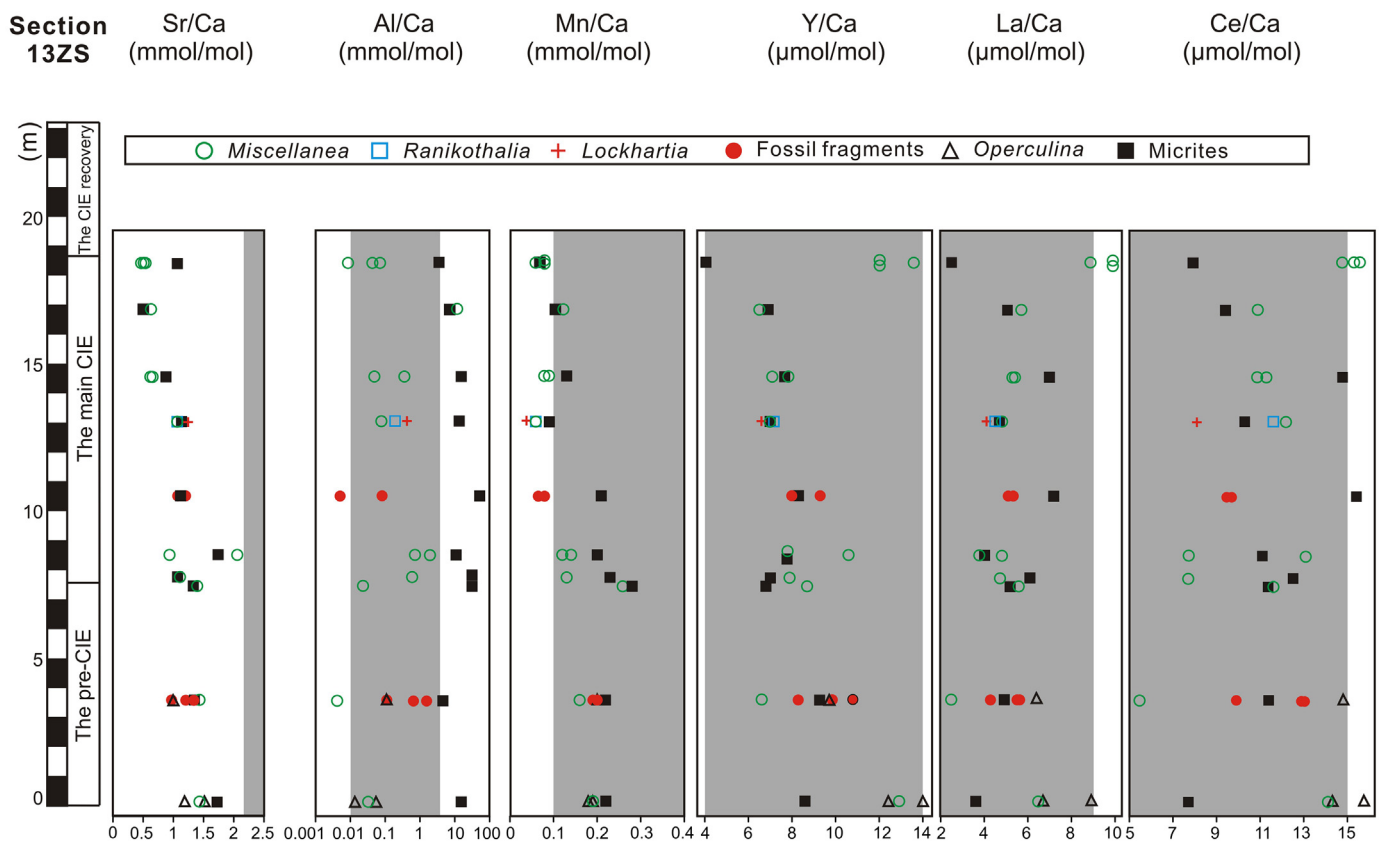 Section
13ZS
Sr/Ca
(mmol/mol)
Al/Ca
(mmol/mol)
Mn/Ca
(mmol/mol)
Y/Ca
(µmol/mol)
La/Ca
(µmol/mol)
Ce/Ca
(µmol/mol)
(m)
The CIE recovery
The main CIE
The pre-CIE
Miscellanea Ranikothalia Lockhartia Fossil fragments Operculina Micrites
20
15
10
5
0
0 0.5 1 1.5 2 2.5
0.001 0.01 0.1 1 10 100
0 0.1 0.2 0.3 0.4
4 6 8 10 12 14
2 4 6 8 10
5 7 9 11 13 15